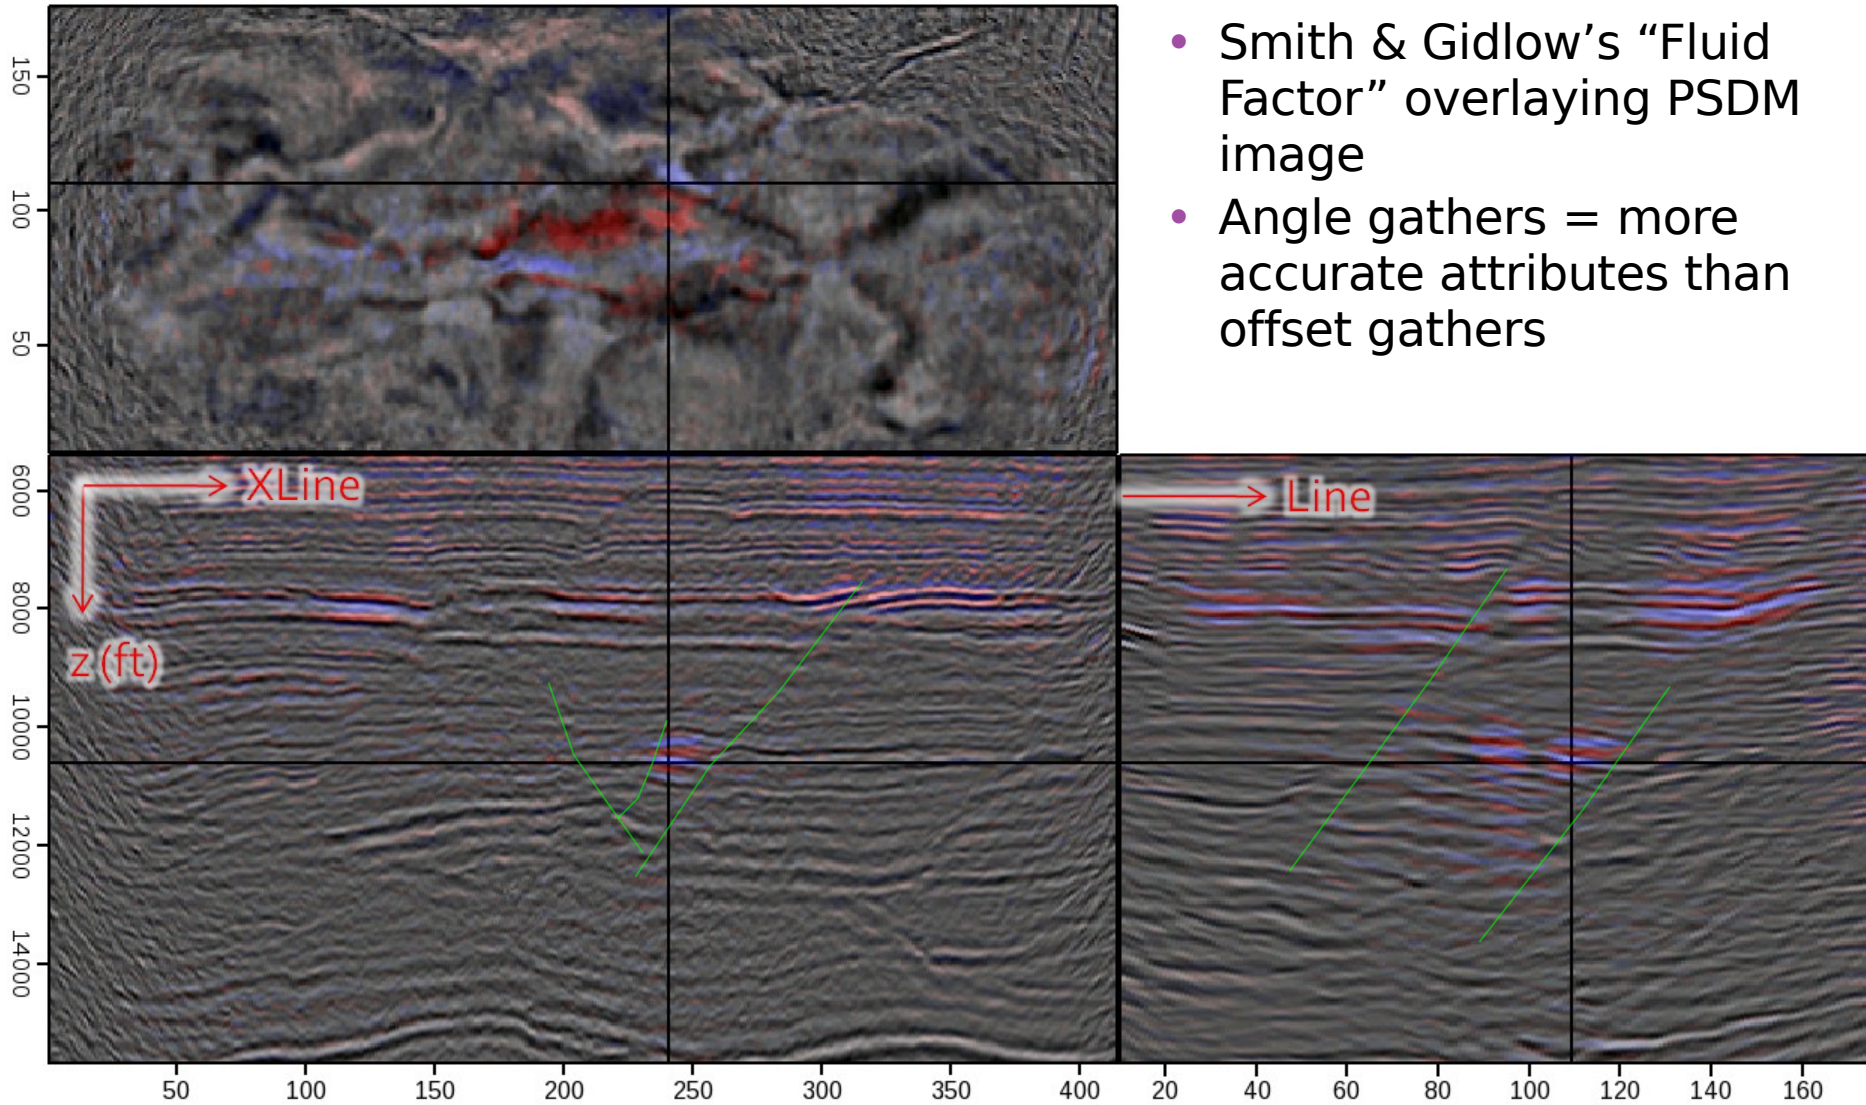 • Smith & Gidlow’s “Fluid
Factor” overlaying PSDM
image
• Angle gathers = more
accurate attributes than
offset gathers
150
100
50
XLine
z (ft)
Line
6000
8000
10000
12000
14000
50 100 150 200 250 300 350 400
20 40 60 80 100 120 140 160